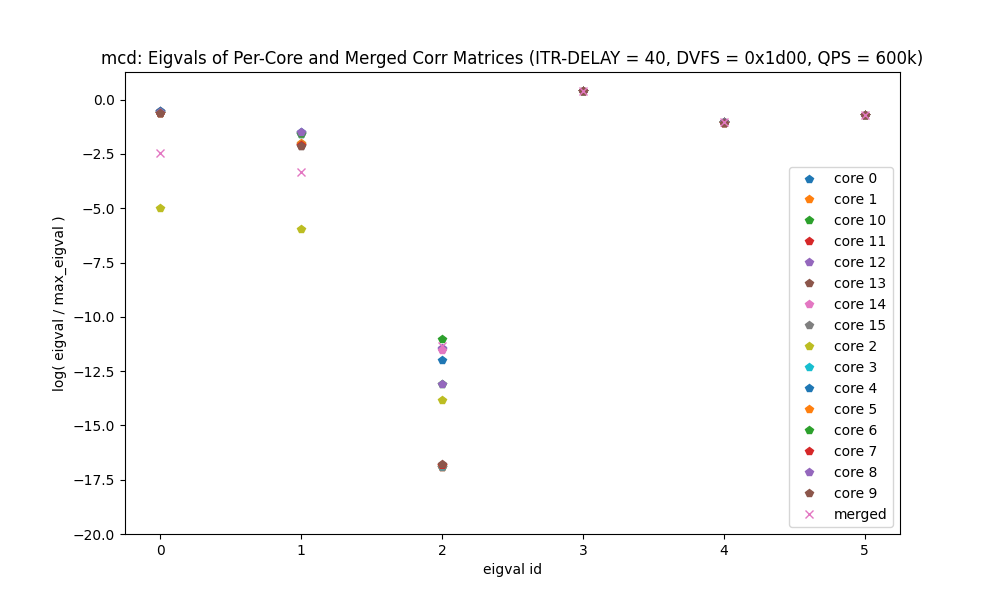 mcd: Eigvals of Per-Core and Merged Corr Matrices (ITR-DELAY = 40, DVFS = 0x1d00, QPS = 600k)
log( eigval / max_eigval )
0.0
−2.5
−5.0
−7.5
−10.0
−12.5
−15.0
−17.5
−20.0
core 0
core 1
core 10
core 11
core 12
core 13
core 14
core 15
core 2
core 3
core 4
core 5
core 6
core 7
core 8
core 9
merged
0 1 2 3 4 5
eigval id